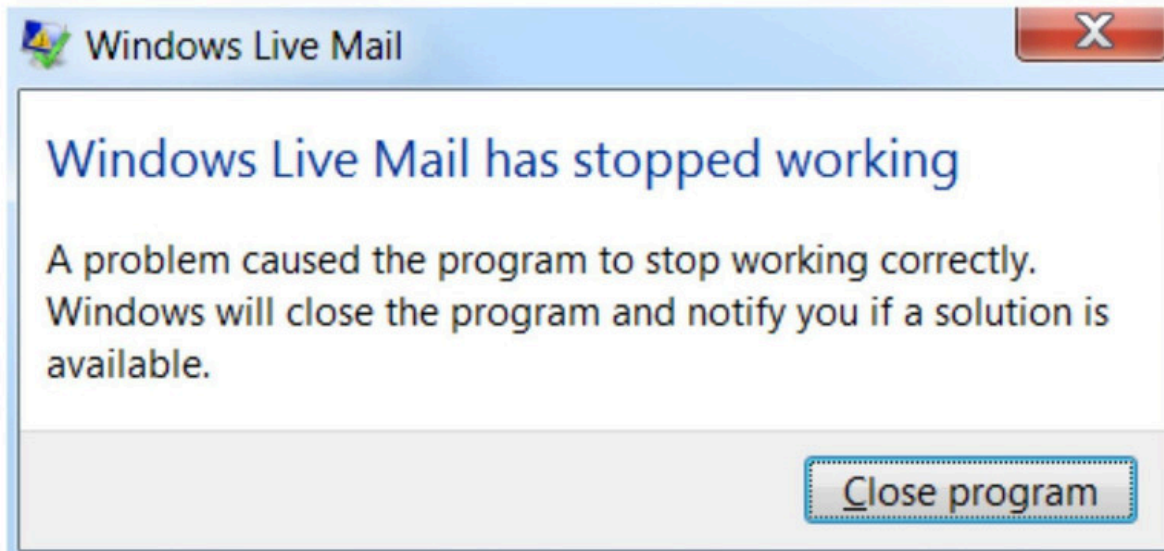 Windows Live Mail
Windows Live Mail has stopped working
A problem caused the program to stop working correctly.
Windows will close the program and notify you if a solution is
available.
Close program